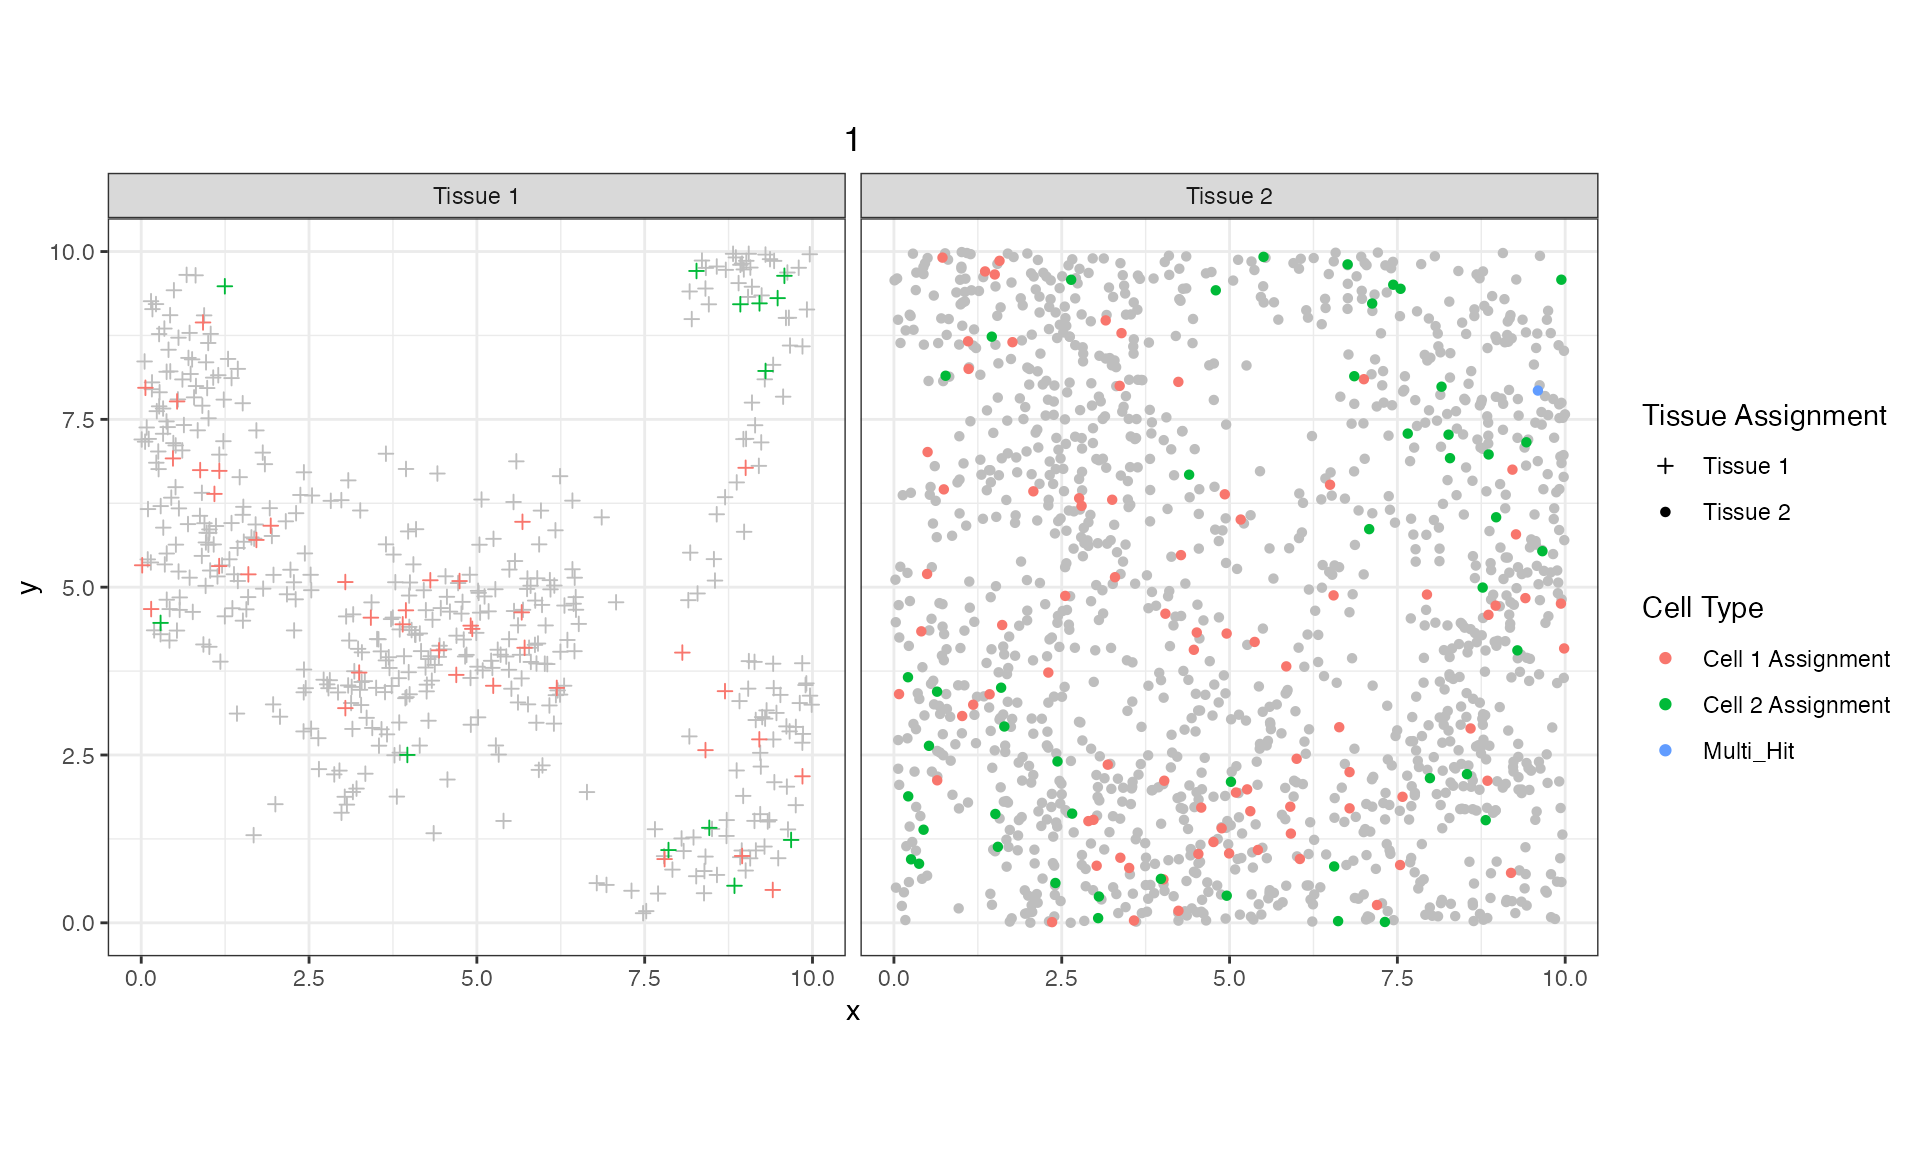 1
Tissue 1
Tissue 2
10.0
7.5
5.0
2.5
0.0
y
0.0 2.5 5.0 7.5 10.0
0.0 2.5 5.0 7.5 10.0
x
Tissue Assignment
Tissue 1
Tissue 2
Cell Type
Cell 1 Assignment
Cell 2 Assignment
Multi_Hit